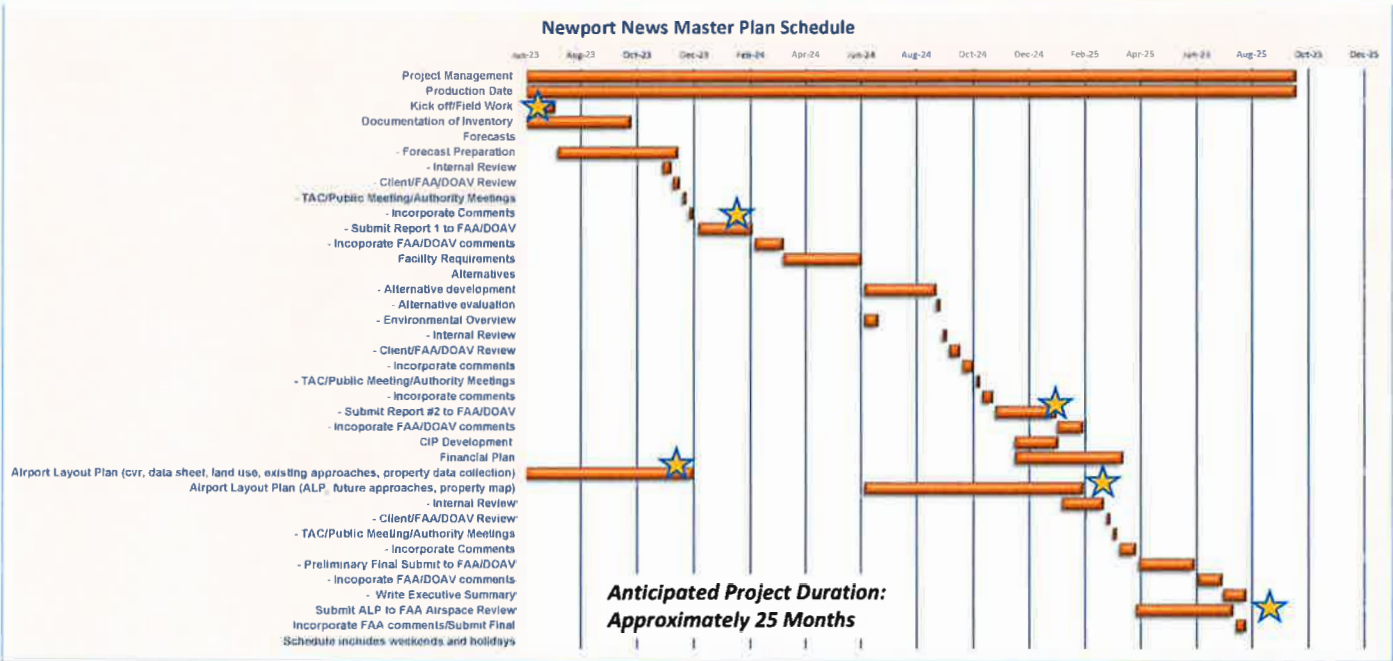 Newport News Master Plan Schedule
Jun-23 Aug-23 Oct-23 Dec-23 Feb-24 Apr-24 Jun-24 Aug-24 Oct-24 Dec-24 Feb-25 Apr-25 Jun-25 Aug-25 Oct-25 Dec-25
Project Management
Production Date
Kick off/Field Work
Documentation of Inventory
Forecasts
- Forecast Preparation
- Internal Review
- Client/FAA/DOAV Review
- TAC/Public Meeting/Authority Meetings
- Incorporate Comments
- Submit Report 1 to FAA/DOAV
- Incoporate FAA/DOAV comments
Facility Requirements
Alternatives
- Alternative development
- Alternative evaluation
- Environmental Overview
- Internal Review
- Client/FAA/DOAV Review
- Incorporate comments
- TAC/Public Meeting/Authority Meetings
- Incorporate comments
- Submit Report #2 to FAA/DOAV
- Incoporate FAA/DOAV comments
CIP Development
Financial Plan
Airport Layout Plan (cvr, data sheet, land use, existing approaches, property data collection)
Airport Layout Plan (ALP, future approaches, property map)
- Internal Review
- Client/FAA/DOAV Review
- TAC/Public Meeting/Authority Meetings
- Incorporate Comments
- Preliminary Final Submit to FAA/DOAV
- Incoporate FAA/DOAV comments
- Write Executive Summary
Submit ALP to FAA Airspace Review
Incorporate FAA comments/Submit Final
Schedule includes weekends and holidays
Anticipated Project Duration:
Approximately 25 Months